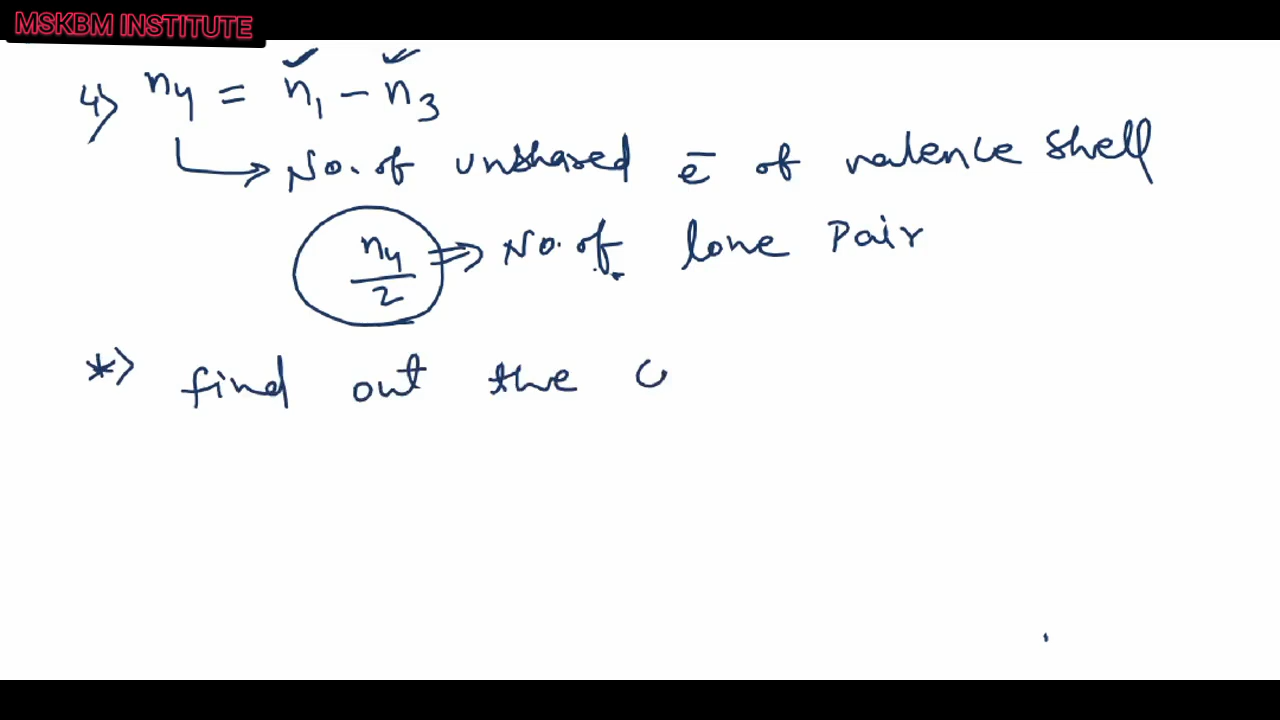 MSKBM INSTITUTE
4) n4 = n1 - n3
No. of unshared e̅ of valence shell
n4/2 ⇒ No. of lone Pair
*) find out the C